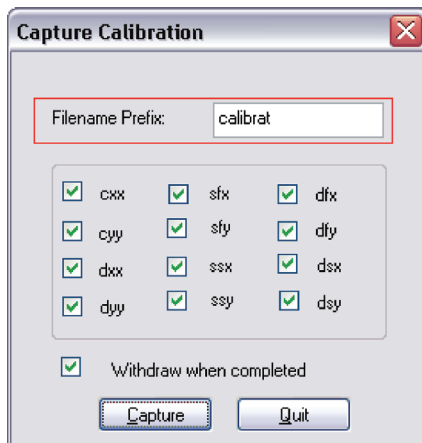 Capture Calibration
Filename Prefix: calibrat
cxx sfx dfx
cyy sfy dfy
dxx ssx dsx
dyy ssy dsy
Withdraw when completed
Capture Quit